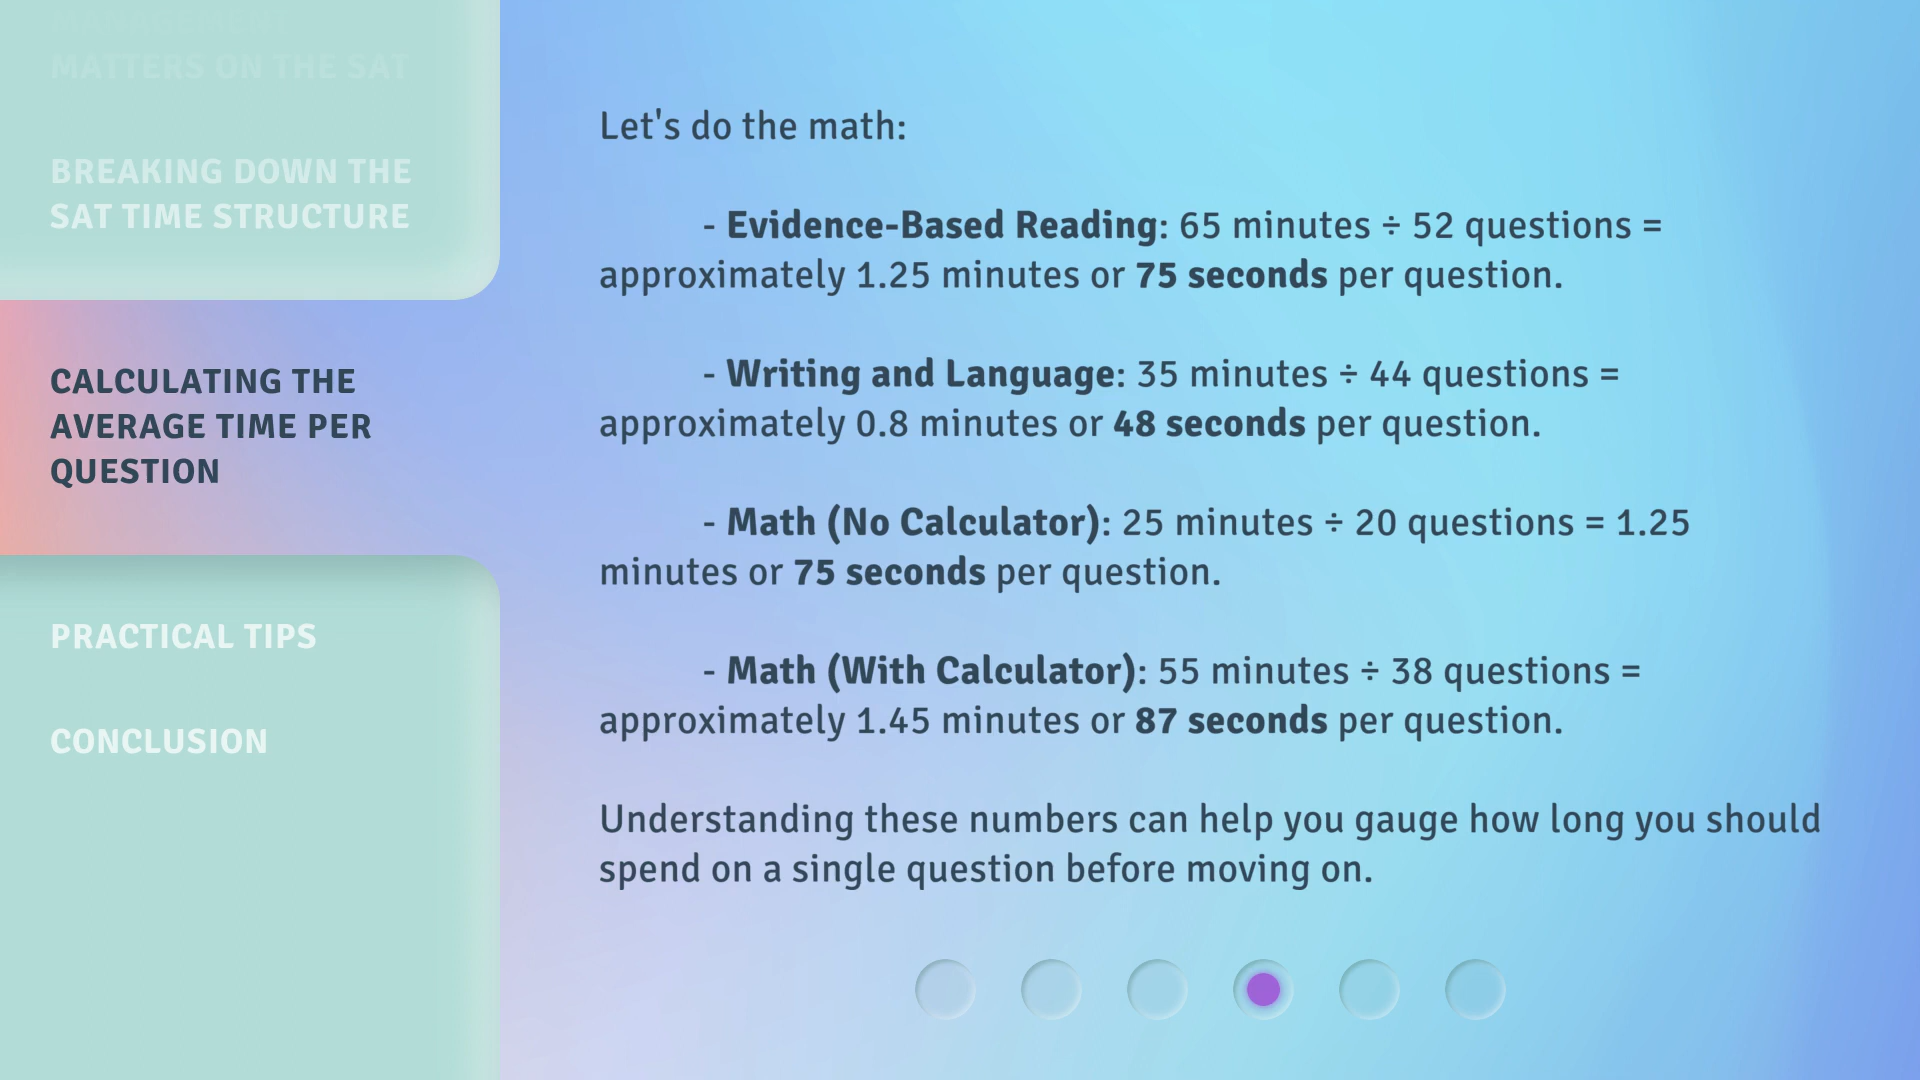 MANAGEMENT
MATTERS ON THE SAT
BREAKING DOWN THE
SAT TIME STRUCTURE
CALCULATING THE
AVERAGE TIME PER
QUESTION
PRACTICAL TIPS
CONCLUSION
Let's do the math:
- Evidence-Based Reading: 65 minutes ÷ 52 questions =
approximately 1.25 minutes or 75 seconds per question.
- Writing and Language: 35 minutes ÷ 44 questions =
approximately 0.8 minutes or 48 seconds per question.
- Math (No Calculator): 25 minutes ÷ 20 questions = 1.25
minutes or 75 seconds per question.
- Math (With Calculator): 55 minutes ÷ 38 questions =
approximately 1.45 minutes or 87 seconds per question.
Understanding these numbers can help you gauge how long you should
spend on a single question before moving on.